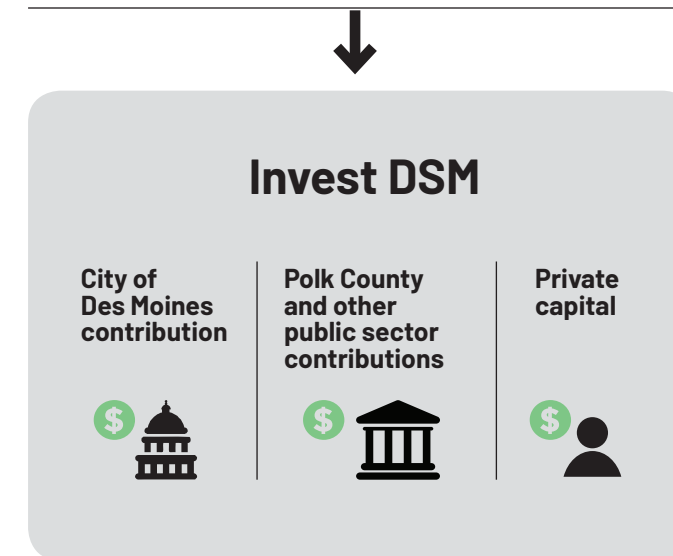 Invest DSM
City of
Des Moines
contribution
Polk County
and other
public sector
contributions
Private
capital
$
$
$